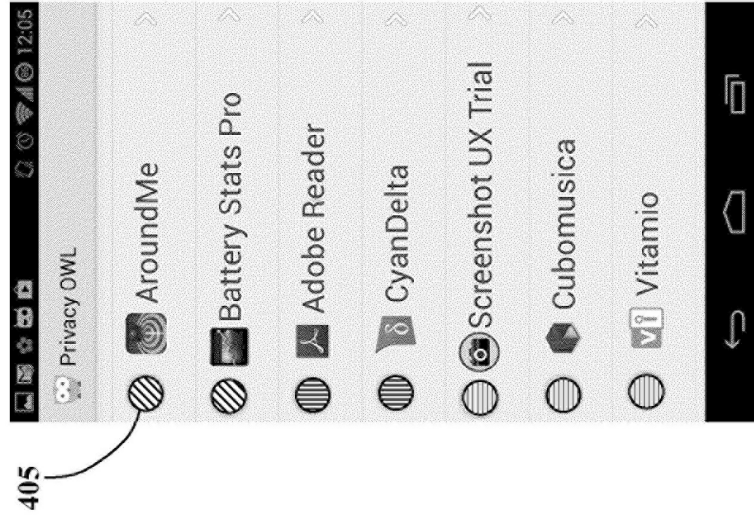 12:05
Privacy OWL
AroundMe
Battery Stats Pro
Adobe Reader
CyanDelta
Screenshot UX Trial
Cubomusica
Vitamio
405